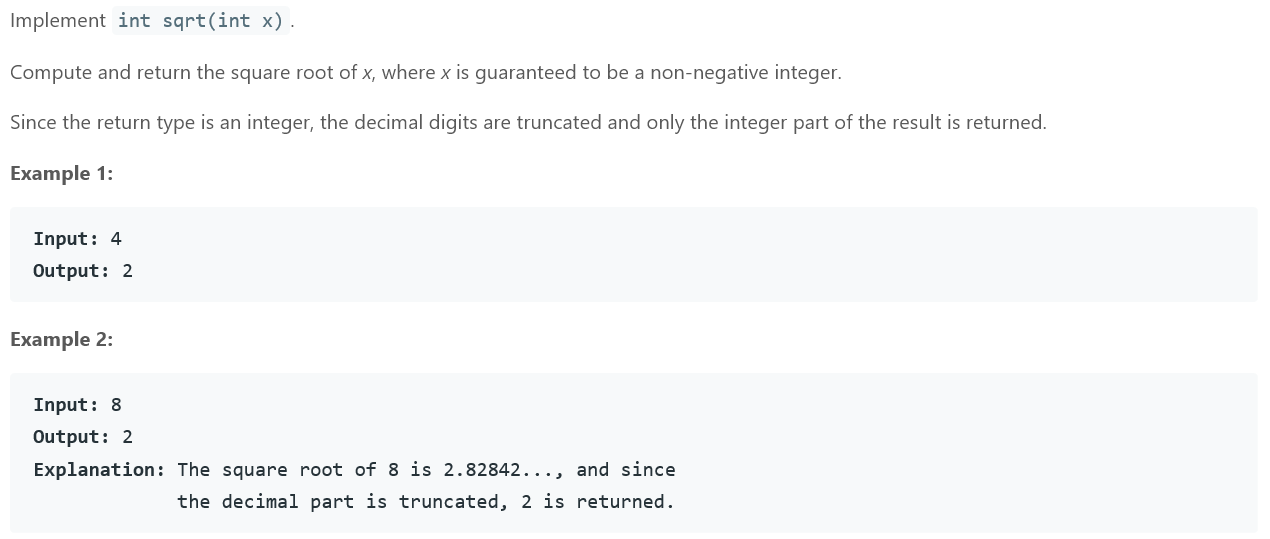 Implement int sqrt(int x).
Compute and return the square root of x, where x is guaranteed to be a non-negative integer.
Since the return type is an integer, the decimal digits are truncated and only the integer part of the result is returned.
Example 1:
Input: 4
Output: 2
Example 2:
Input: 8
Output: 2
Explanation: The square root of 8 is 2.82842..., and since
the decimal part is truncated, 2 is returned.